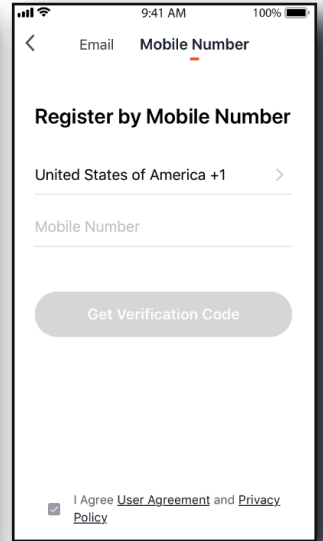 9:41 AM 100%
Email Mobile Number
Register by Mobile Number
United States of America +1
Mobile Number
Get Verification Code
I Agree User Agreement and Privacy
Policy